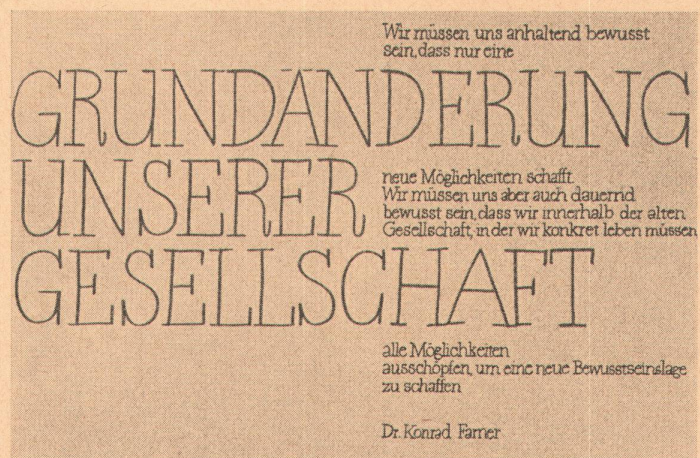 Wir müssen uns anhaltend bewusst
sein, dass nur eine
GRUNDÄNDERUNG
UNSERER
neue Möglichkeiten schafft
Wir müssen uns aber auch dauernd
bewusst sein, dass wir innerhalb der alten
Gesellschaft, in der wir konkret leben müssen
GESELLSCHAFT
alle Möglichkeiten
ausschöpfen, um eine neue Bewusstseinslage
zu schaffen
Dr. Konrad Farner